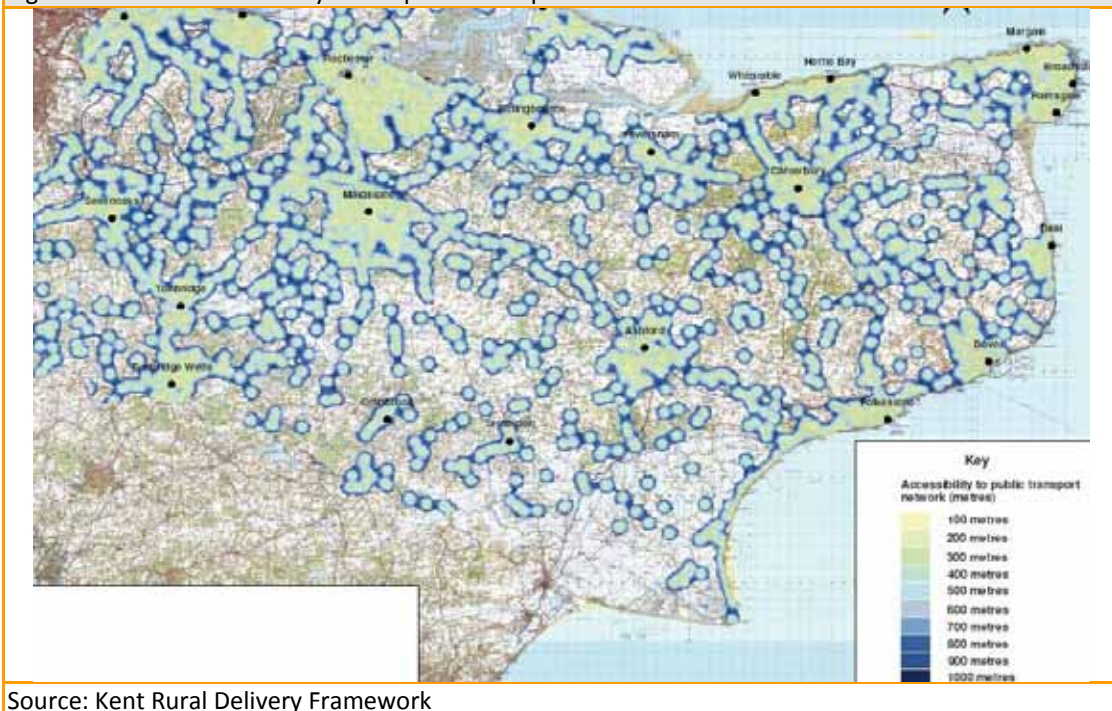 Margate
Herne Bay
Whitstable
Rochester
Sittingbourne
Faversham
Ramsgate
Canterbury
Sevenoaks
Maidstone
Deal
Tonbridge
Ashford
Dover
Tunbridge Wells
Folkestone
Key
Accessibility to public transport
network (metres)
100 metres
200 metres
300 metres
400 metres
500 metres
600 metres
700 metres
800 metres
900 metres
1000 metres
Source: Kent Rural Delivery Framework